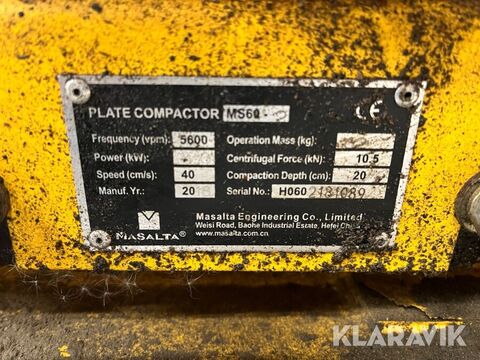 PLATE COMPACTOR MS60
CE
Frequency (vpm): 5600 Operation Mass (kg):
Power (kW): Centrifugal Force (kN): 10.5
Speed (cm/s): 40 Compaction Depth (cm): 20
Manuf. Yr.: 20 Serial No.: H060 2181089
MASALTA®
Masalta Engineering Co., Limited
Weisi Road, Baohe Industrial Estate, Hefei
www.masalta.com.cn
KLARAVIK